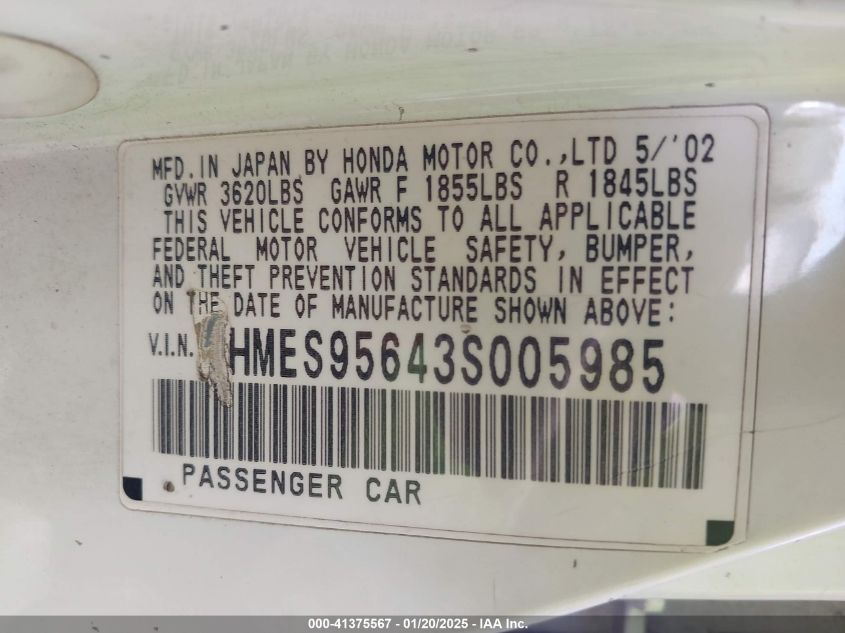 MFD.IN JAPAN BY HONDA MOTOR CO.,LTD 5/'02
GVWR 3620LBS GAWR F 1855LBS R 1845LBS
THIS VEHICLE CONFORMS TO ALL APPLICABLE
FEDERAL MOTOR VEHICLE SAFETY, BUMPER,
AND THEFT PREVENTION STANDARDS IN EFFECT
ON THE DATE OF MANUFACTURE SHOWN ABOVE:
V.I.N. HMES95643S005985
PASSENGER CAR
000-41375567 - 01/20/2025 - IAA Inc.